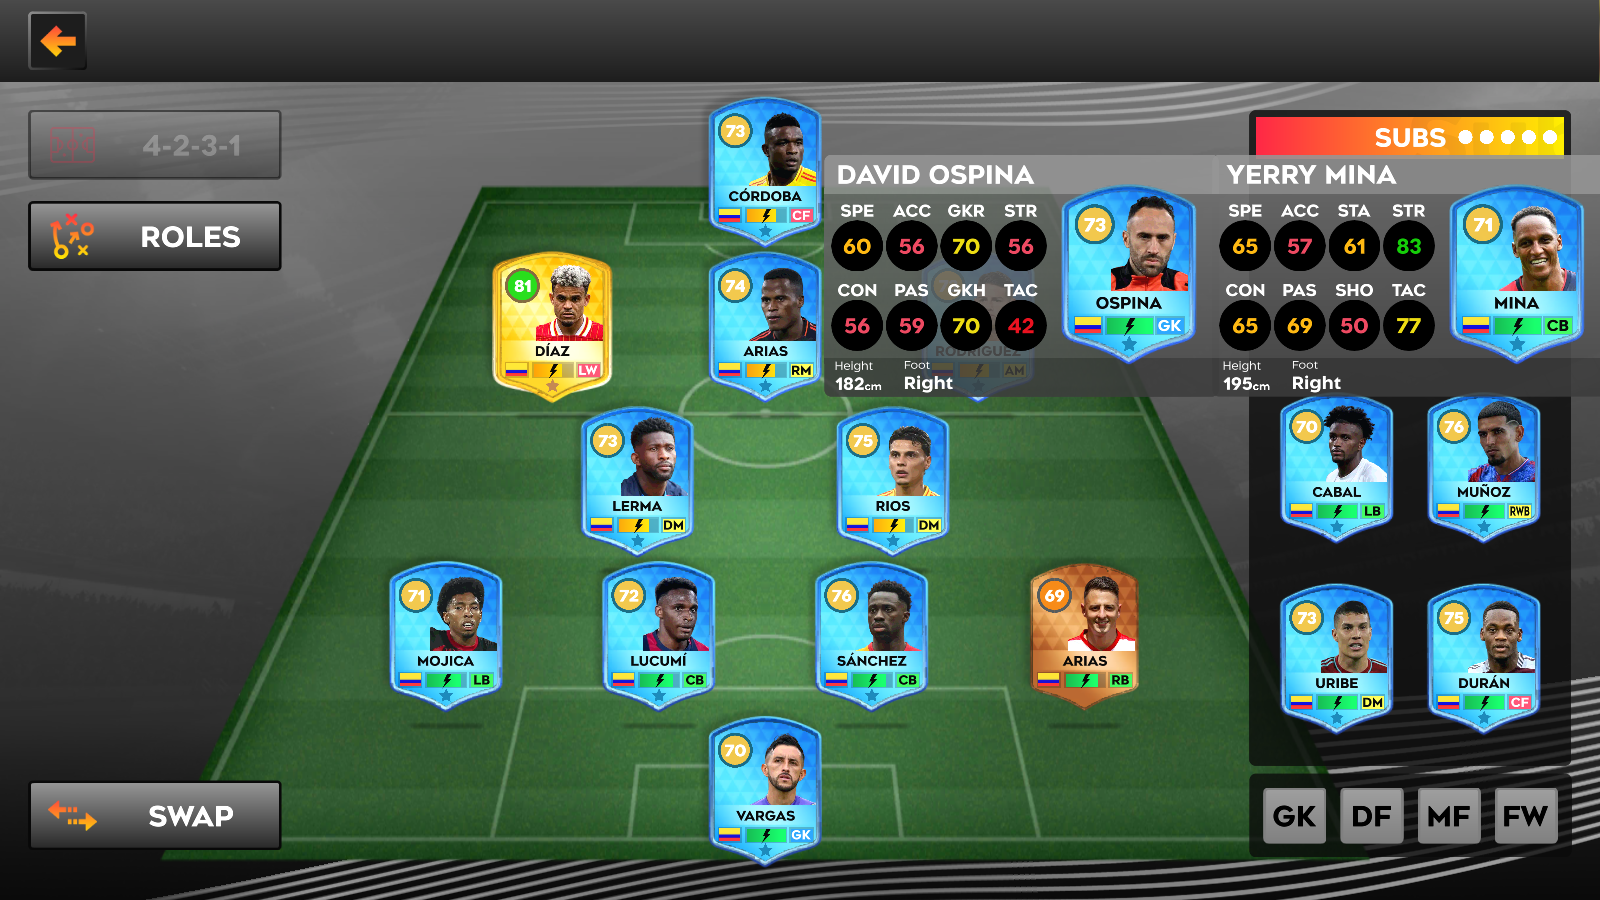 4-2-3-1
ROLES
SWAP
73
CÓRDOBA
CF
81
DÍAZ
LW
74
ARIAS
RM
RODRÍGUEZ
AM
73
LERMA
DM
75
RIOS
DM
71
MOJICA
LB
72
LUCUMÍ
CB
76
SÁNCHEZ
CB
69
ARIAS
RB
70
VARGAS
GK
DAVID OSPINA
SPE ACC GKR STR
60 56 70 56
CON PAS GKH TAC
56 59 70 42
Height Foot
182cm Right
73
OSPINA
GK
SUBS
YERRY MINA
SPE ACC STA STR
65 57 61 83
CON PAS SHO TAC
65 69 50 77
Height Foot
195cm Right
71
MINA
CB
70
CABAL
LB
76
MUÑOZ
RWB
73
URIBE
DM
75
DURÁN
CF
GK DF MF FW